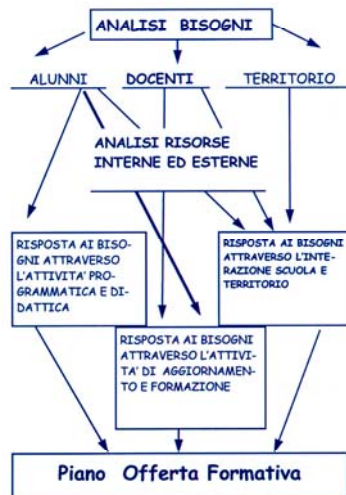 ANALISI BISOGNI
ALUNNI
DOCENTI
TERRITORIO
ANALISI RISORSE
INTERNE ED ESTERNE
RISPOSTA AI BISO-
GNI ATTRAVERSO
L'ATTIVITA' PRO-
GRAMMATICA E DI-
DATTICA
RISPOSTA AI BISOGNI
ATTRAVERSO L'INTE-
RAZIONE SCUOLA E
TERRITORIO
RISPOSTA AI BISOGNI
ATTRAVERSO L'ATTIVI-
TA' DI AGGIORNAMEN-
TO E FORMAZIONE
Piano Offerta Formativa